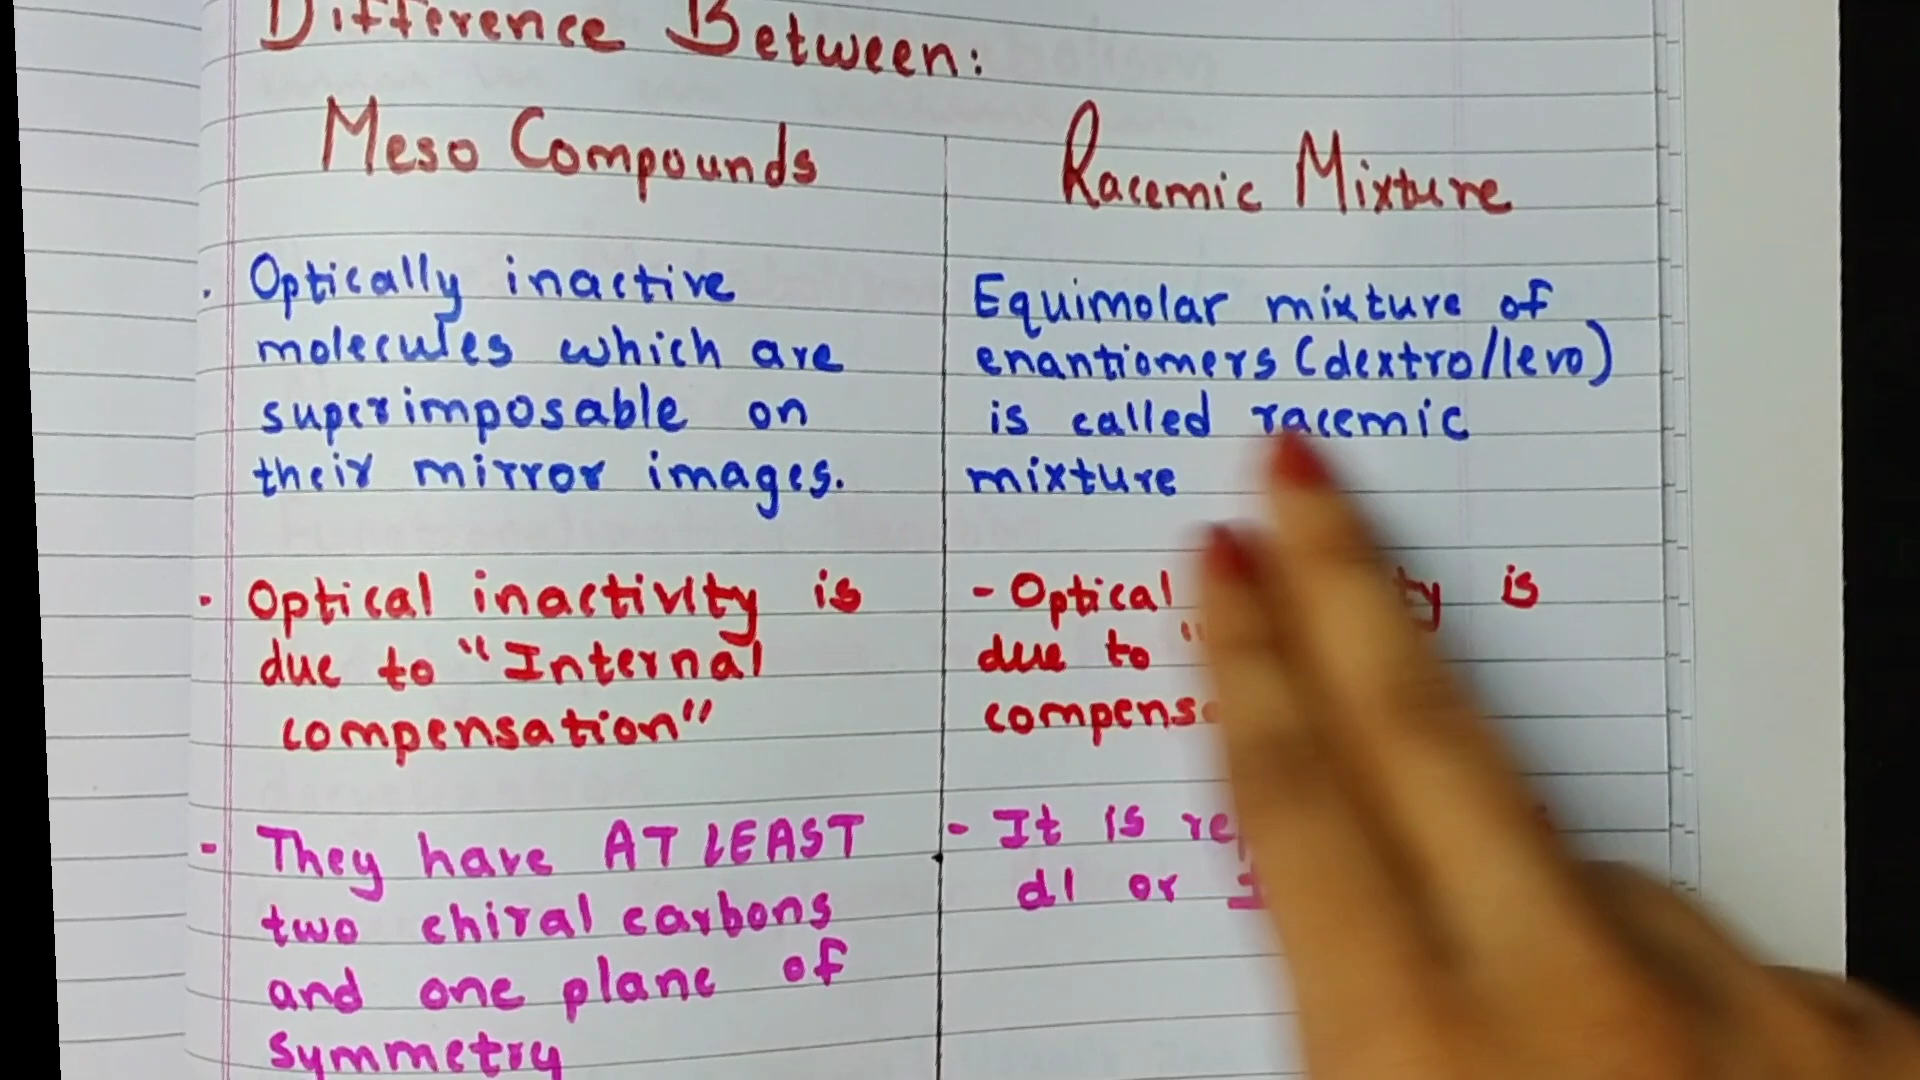 Difference Between:
Meso Compounds
. Optically inactive
molecules which are
superimposable on
their mirror images.
- Optical inactivity is
due to "Internal
compensation"
- They have AT LEAST
two chiral carbons
and one plane of
symmetry
Racemic Mixture
Equimolar mixture of
enantiomers (dextro/levo)
is called racemic
mixture
- Optical is
due to "
- It is
dl or